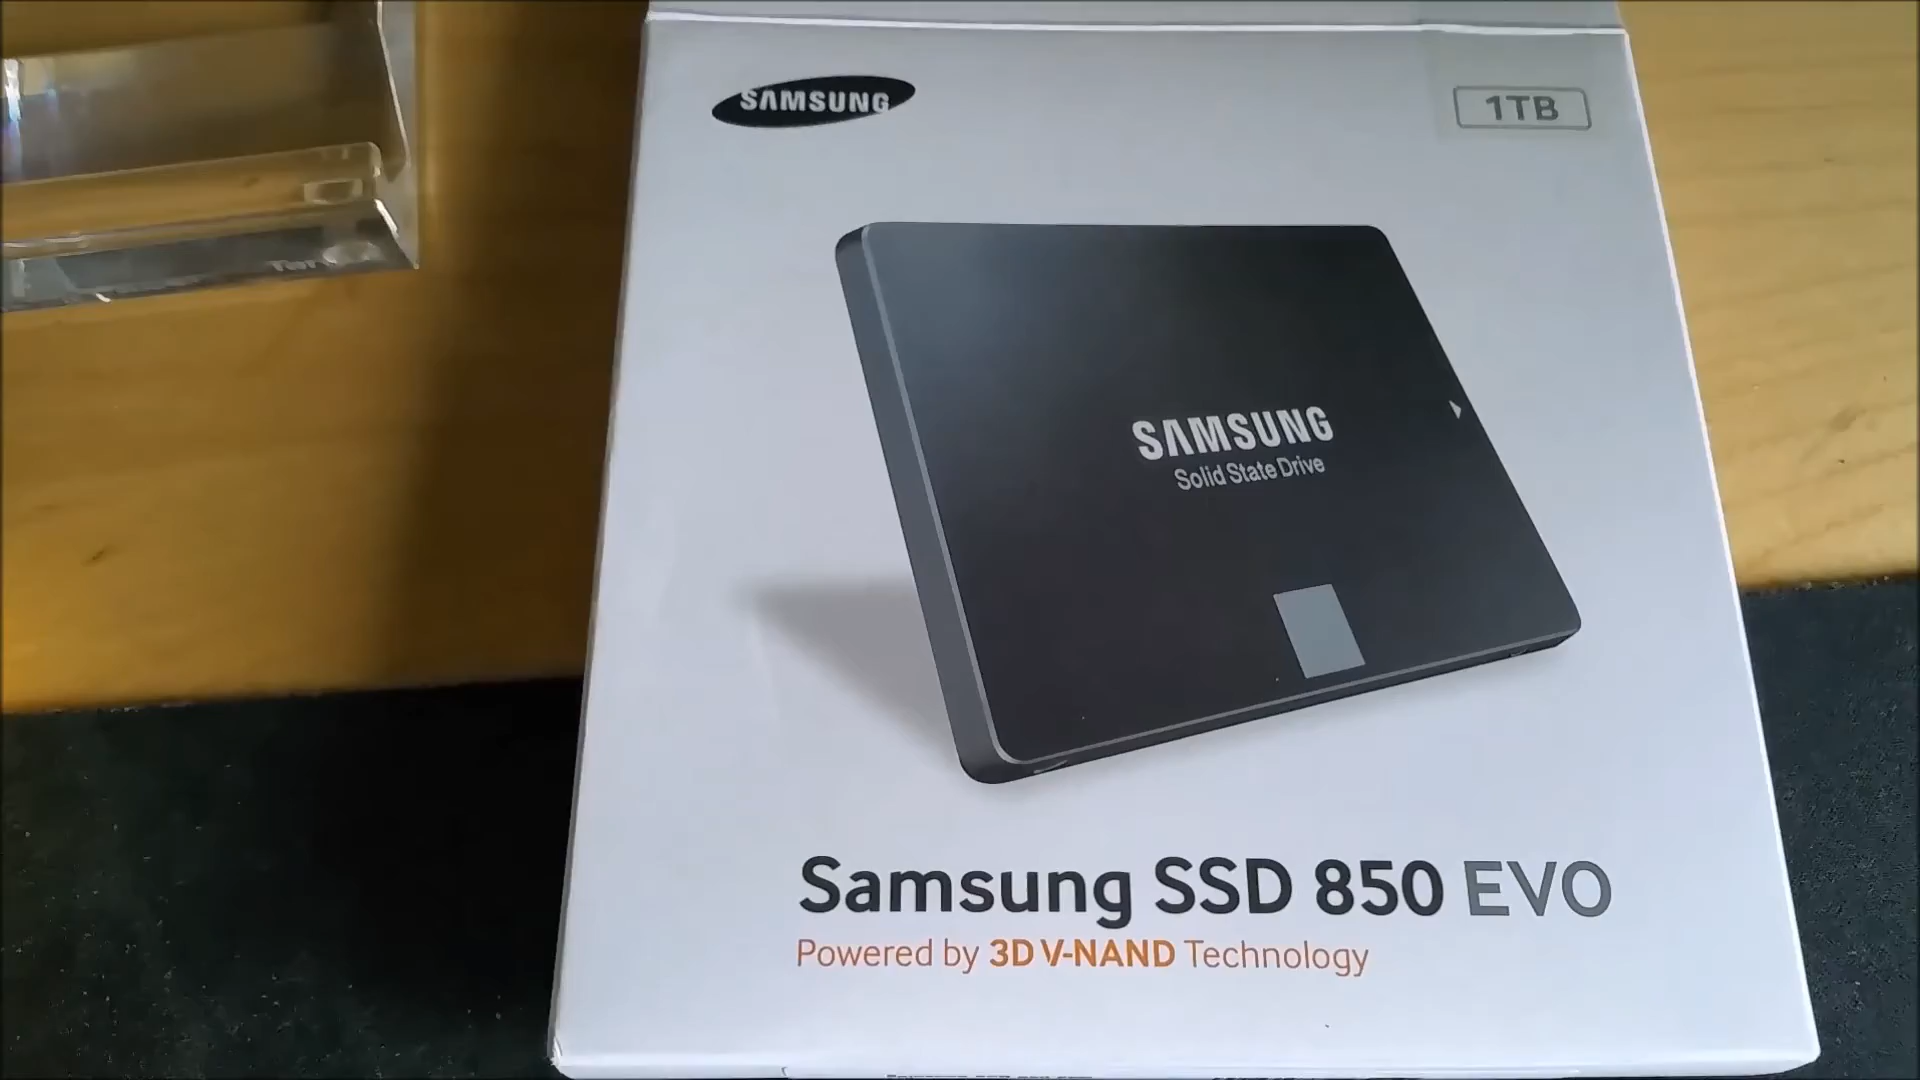 SAMSUNG
1TB
SAMSUNG
Solid State Drive
Samsung SSD 850 EVO
Powered by 3D V-NAND Technology